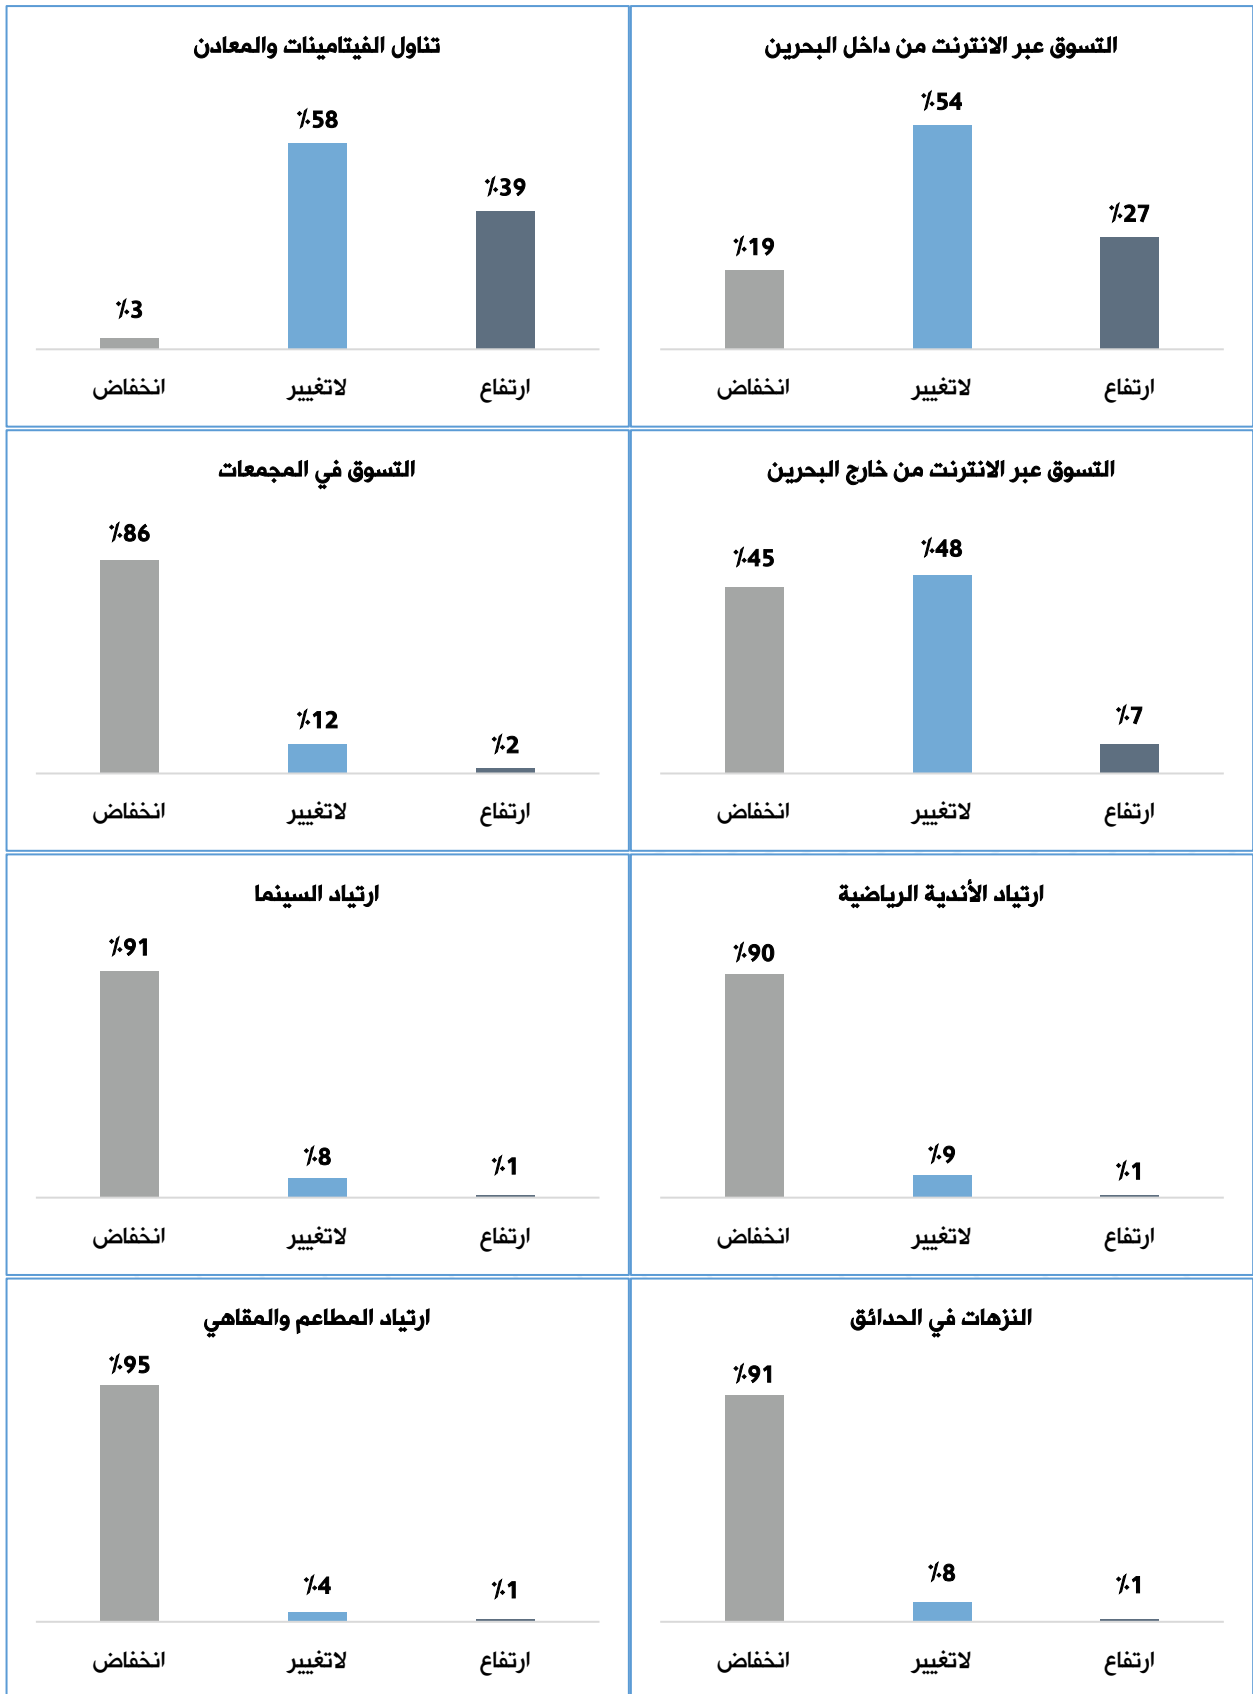 التسوق عبر الانترنت من داخل البحرين
٪54
٪27
٪19
ارتفاع
لاتغيير
انخفاض
تناول الفيتامينات والمعادن
٪58
٪39
٪3
ارتفاع
لاتغيير
انخفاض
التسوق عبر الانترنت من خارج البحرين
٪48
٪45
٪7
ارتفاع
لاتغيير
انخفاض
التسوق في المجمعات
٪86
٪12
٪2
ارتفاع
لاتغيير
انخفاض
ارتياد الأندية الرياضية
٪90
٪9
٪1
ارتفاع
لاتغيير
انخفاض
ارتياد السينما
٪91
٪8
٪1
ارتفاع
لاتغيير
انخفاض
النزهات في الحدائق
٪91
٪8
٪1
ارتفاع
لاتغيير
انخفاض
ارتياد المطاعم والمقاهي
٪95
٪4
٪1
ارتفاع
لاتغيير
انخفاض